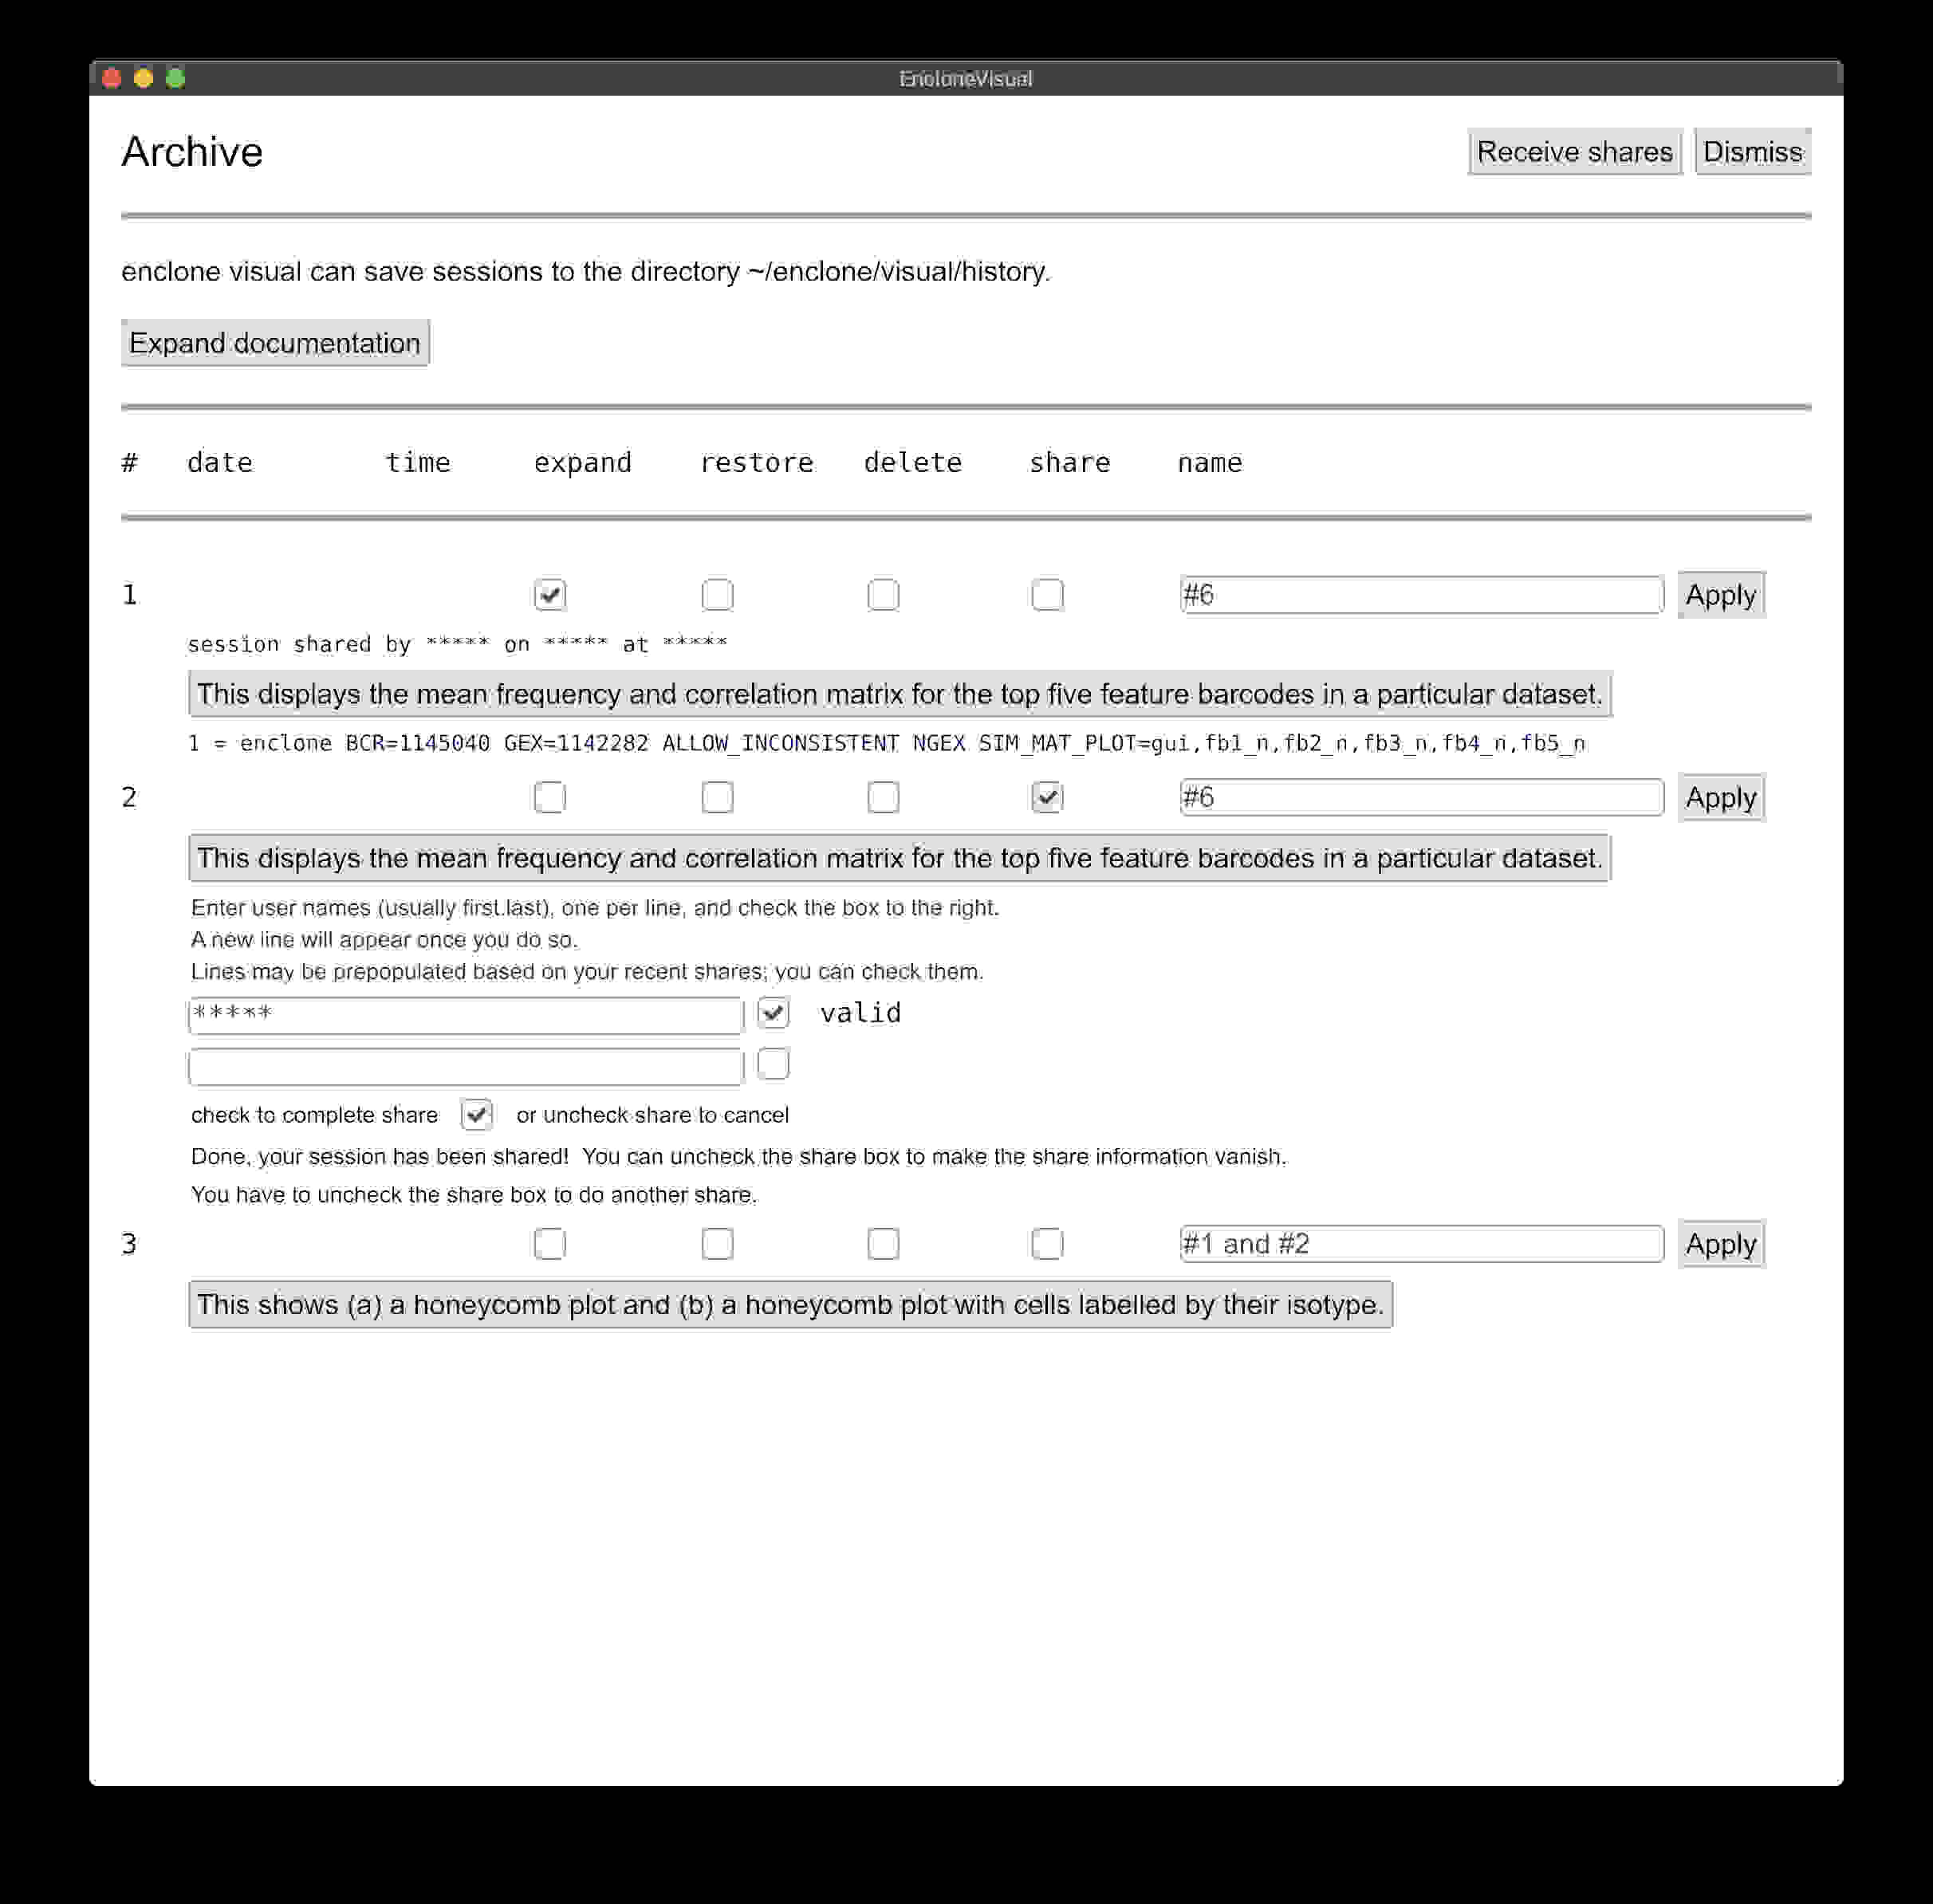 EncloneVisual
Archive Receive shares Dismiss
enclone visual can save sessions to the directory ~/enclone/visual/history.
Expand documentation
# date time expand restore delete share name
1 #6 Apply
session shared by ***** on ***** at *****
This displays the mean frequency and correlation matrix for the top five feature barcodes in a particular dataset.
1 = enclone BCR=1145040 GEX=1142282 ALLOW_INCONSISTENT NGEX SIM_MAT_PLOT=gui,fb1_n,fb2_n,fb3_n,fb4_n,fb5_n
2 #6 Apply
This displays the mean frequency and correlation matrix for the top five feature barcodes in a particular dataset.
Enter user names (usually first.last), one per line, and check the box to the right.
A new line will appear once you do so.
Lines may be prepopulated based on your recent shares; you can check them.
***** valid
check to complete share or uncheck share to cancel
Done, your session has been shared! You can uncheck the share box to make the share information vanish.
You have to uncheck the share box to do another share.
3 #1 and #2 Apply
This shows (a) a honeycomb plot and (b) a honeycomb plot with cells labelled by their isotype.